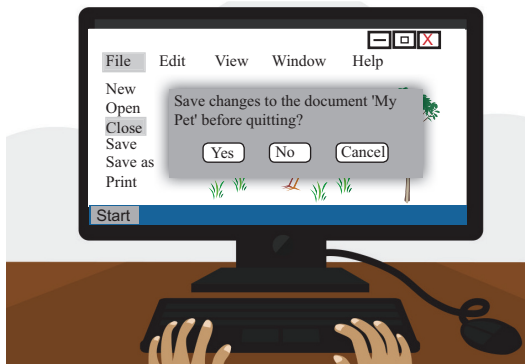 X
File Edit View Window Help
New
Open
Close
Save
Save as
Print
Save changes to the document 'My
Pet' before quitting?
Yes No Cancel
Start